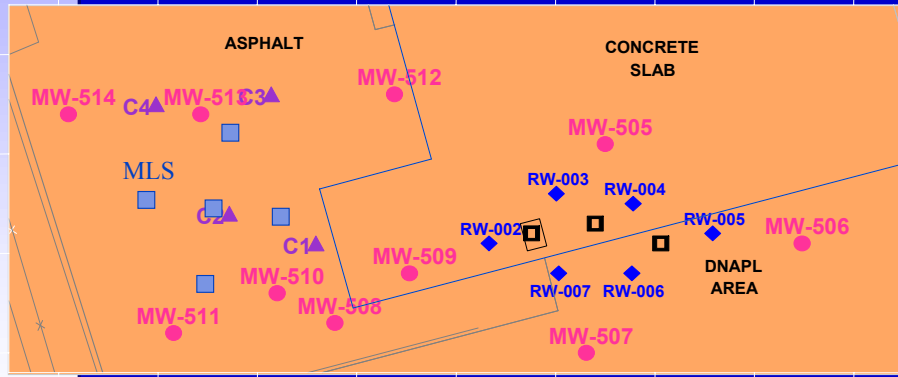 ASPHALT
CONCRETE
SLAB
MW-512
MW-514
C4
MW-513
C3
MW-505
MLS
RW-003
RW-004
C2
RW-002
RW-005
MW-506
C1
MW-509
MW-510
DNAPL
AREA
RW-007
RW-006
MW-511
MW-508
MW-507